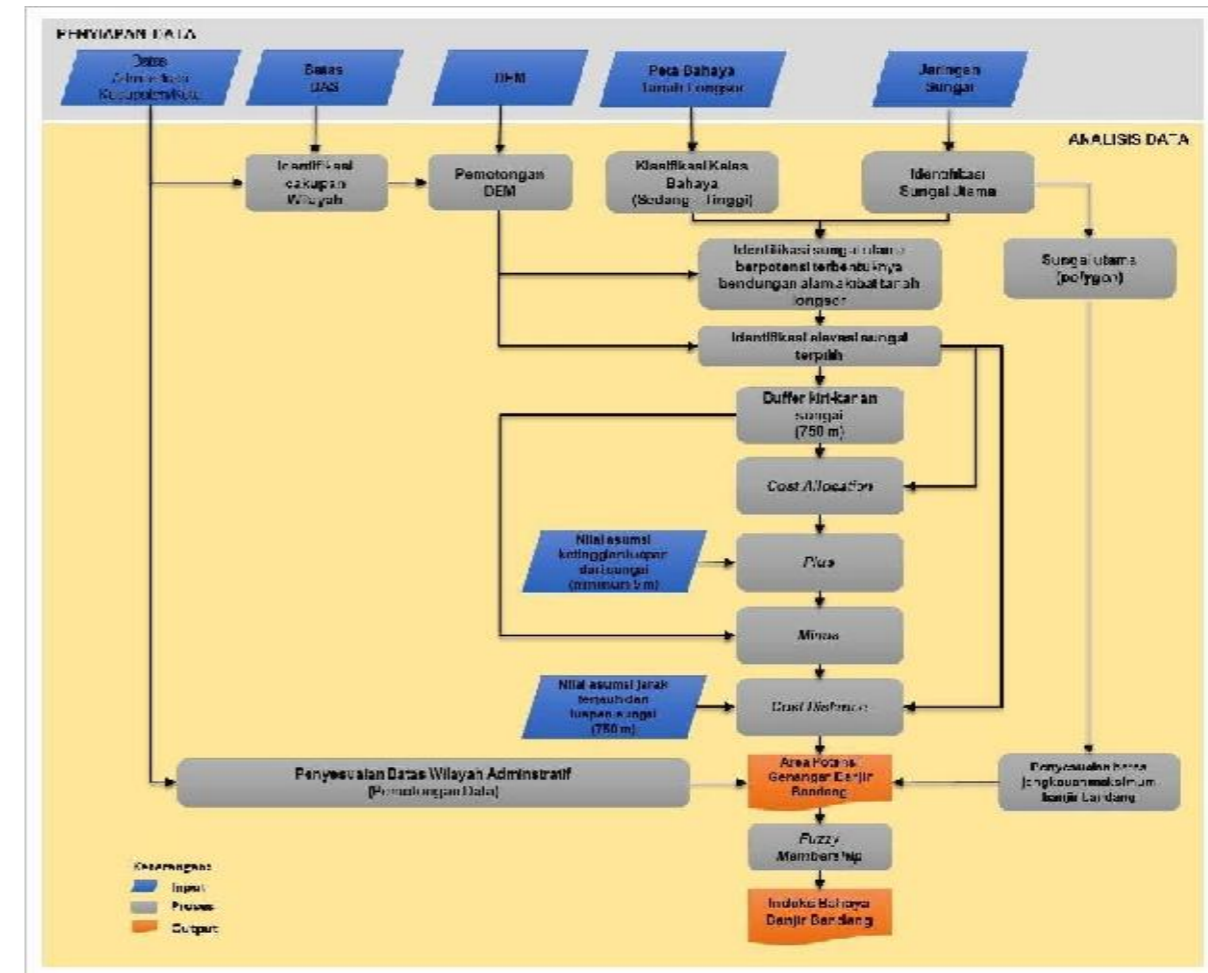 PENYIAPAN DATA
Batas
Administrasi
Kabupaten/Kota
Batas
DAS
DEM
Peta Bahaya
Tanah Longsor
Jaringan
Sungai
ANALISIS DATA
Identifikasi
cakupan
Wilayah
Pemotongan
DEM
Klasifikasi Kelas
Bahaya
(Sedang - Tinggi)
Identifikasi
Sungai Utama
Identifikasi sungai utama
berpotensi terbentuknya
bendungan alam akibat tanah
longsor
Sungai utama
(polygon)
Identifikasi elevasi sungai
terpilih
Buffer kiri-kanan
sungai
(750 m)
Cost Allocation
Nilai asumsi
ketinggian luapan
dari sungai
(minimum 5 m)
Plus
Minus
Nilai asumsi jarak
terjauh dari
luapan sungai
(750 m)
Cost Distance
Penyesuaian Batas Wilayah Adminstratif
(Pemotongan Data)
Area Potensi
Genangan Banjir
Bandang
Penyesuaian batas
jangkauan maksimum
banjir bandang
Fuzzy
Membership
Keterangan:
Input
Proses
Output
Indeks Bahaya
Banjir Bandang